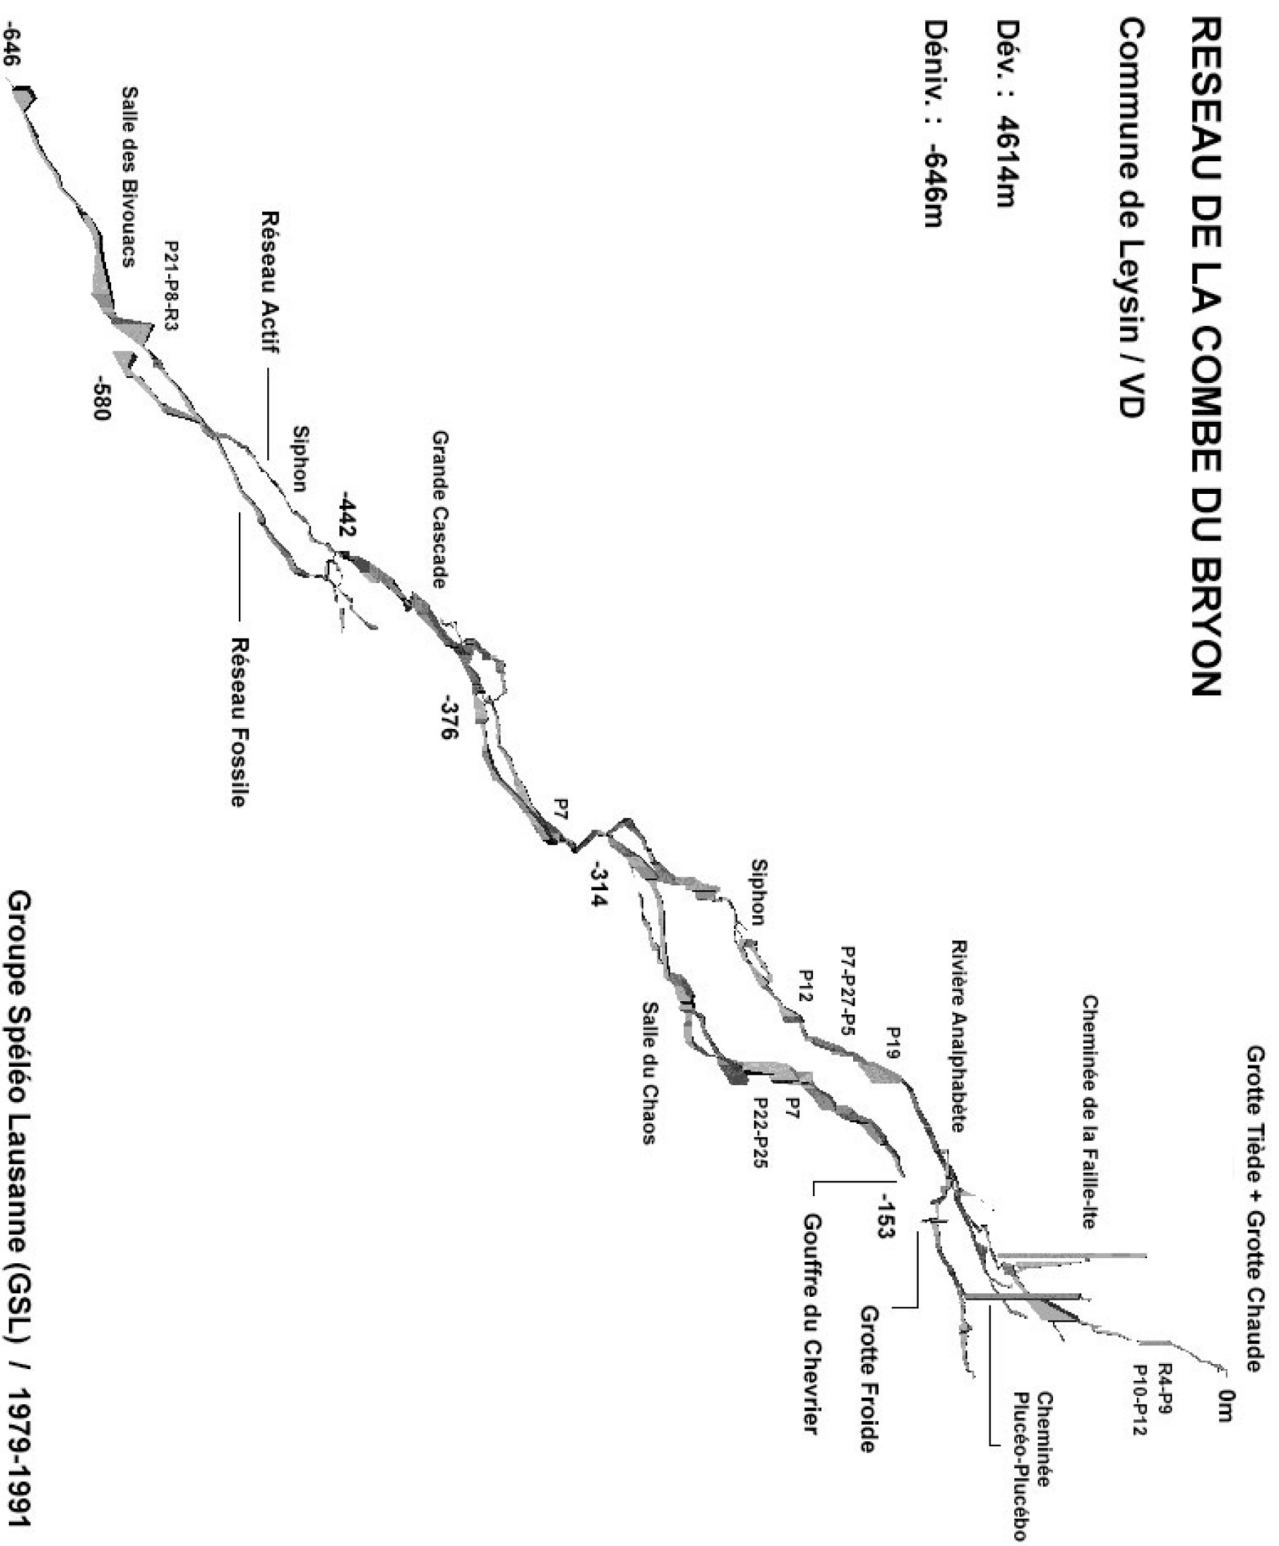 RESEAU DE LA COMBE DU BRYON
Commune de Leysin / VD
Dév. : 4614m
Déniv. : -646m
Grotte Tiède + Grotte Chaude
0m
R4-P9
P10-P12
Cheminée de la Faille-Ite
Cheminée
Plucéo-Plucébo
Rivière Analphabète
P19
-153
Grotte Froide
P7-P27-P5
P12
Gouffre du Chevrier
Siphon
P7
P22-P25
Salle du Chaos
-314
P7
-376
Grande Cascade
-442
Siphon
Réseau Actif
Réseau Fossile
P21-P8-R3
Salle des Bivouacs
-580
-646
Groupe Spéléo Lausanne (GSL) / 1979-1991